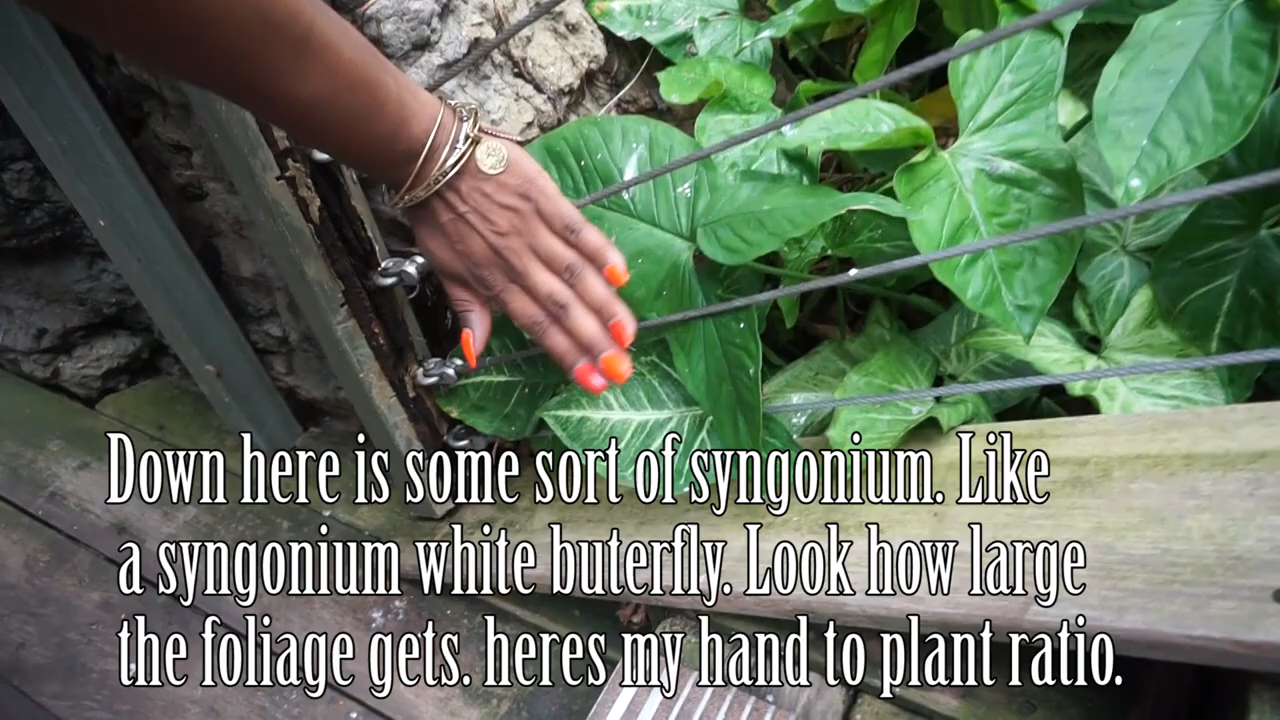 Down here is some sort of syngonium. Like
a syngonium white buterfly. Look how large
the foliage gets. heres my hand to plant ratio.